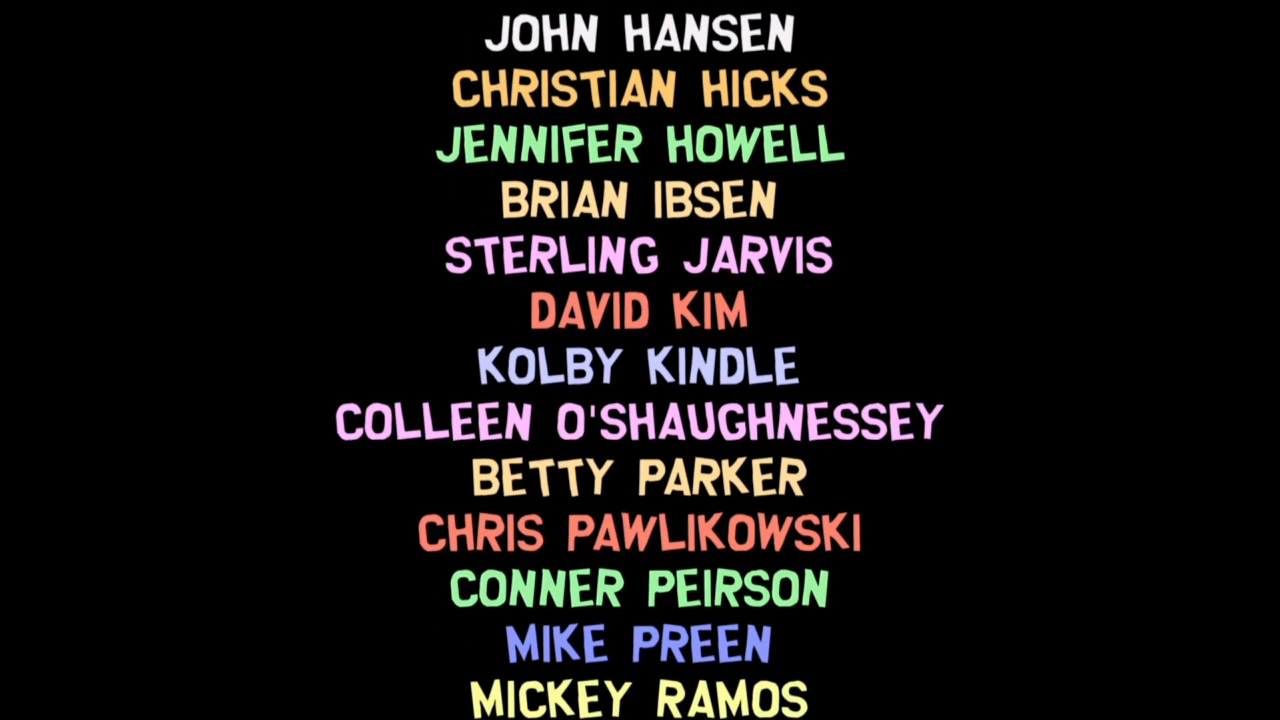 JOHN HANSEN
CHRISTIAN HICKS
JENNIFER HOWELL
BRIAN IBSEN
STERLING JARVIS
DAVID KIM
KOLBY KINDLE
COLLEEN O'SHAUGHNESSEY
BETTY PARKER
CHRIS PAWLIKOWSKI
CONNER PEIRSON
MIKE PREEN
MICKEY RAMOS